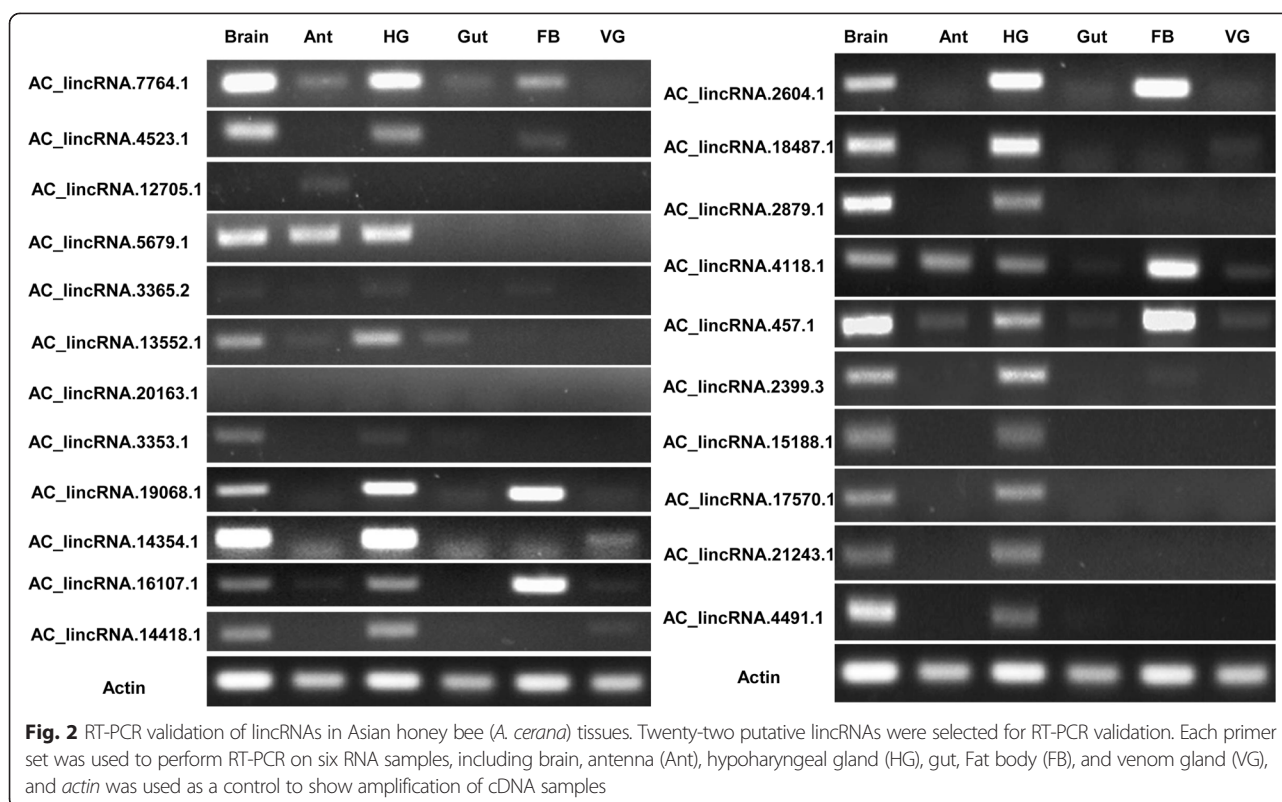 Brain Ant HG Gut FB VG
AC_lincRNA.7764.1
AC_lincRNA.4523.1
AC_lincRNA.12705.1
AC_lincRNA.5679.1
AC_lincRNA.3365.2
AC_lincRNA.13552.1
AC_lincRNA.20163.1
AC_lincRNA.3353.1
AC_lincRNA.19068.1
AC_lincRNA.14354.1
AC_lincRNA.16107.1
AC_lincRNA.14418.1
Actin
Brain Ant HG Gut FB VG
AC_lincRNA.2604.1
AC_lincRNA.18487.1
AC_lincRNA.2879.1
AC_lincRNA.4118.1
AC_lincRNA.457.1
AC_lincRNA.2399.3
AC_lincRNA.15188.1
AC_lincRNA.17570.1
AC_lincRNA.21243.1
AC_lincRNA.4491.1
Actin
Fig. 2 RT-PCR validation of lincRNAs in Asian honey bee (A. cerana) tissues. Twenty-two putative lincRNAs were selected for RT-PCR validation. Each primer
set was used to perform RT-PCR on six RNA samples, including brain, antenna (Ant), hypoharyngeal gland (HG), gut, Fat body (FB), and venom gland (VG),
and actin was used as a control to show amplification of cDNA samples